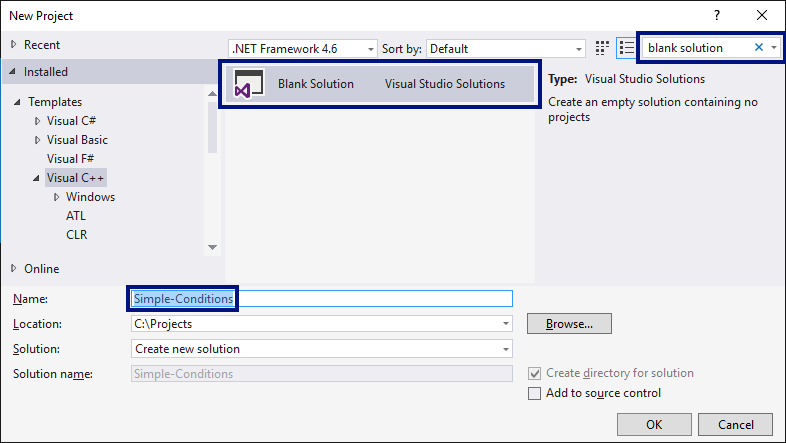 New Project
? ×
Recent
.NET Framework 4.6
Sort by: Default
blank solution
Installed
Blank Solution
Visual Studio Solutions
Type: Visual Studio Solutions
Create an empty solution containing no
projects
Templates
Visual C#
Visual Basic
Visual F#
Visual C++
Windows
ATL
CLR
Online
Name: Simple-Conditions
Location: C:\Projects
Browse...
Solution: Create new solution
Solution name: Simple-Conditions
Create directory for solution
Add to source control
OK
Cancel